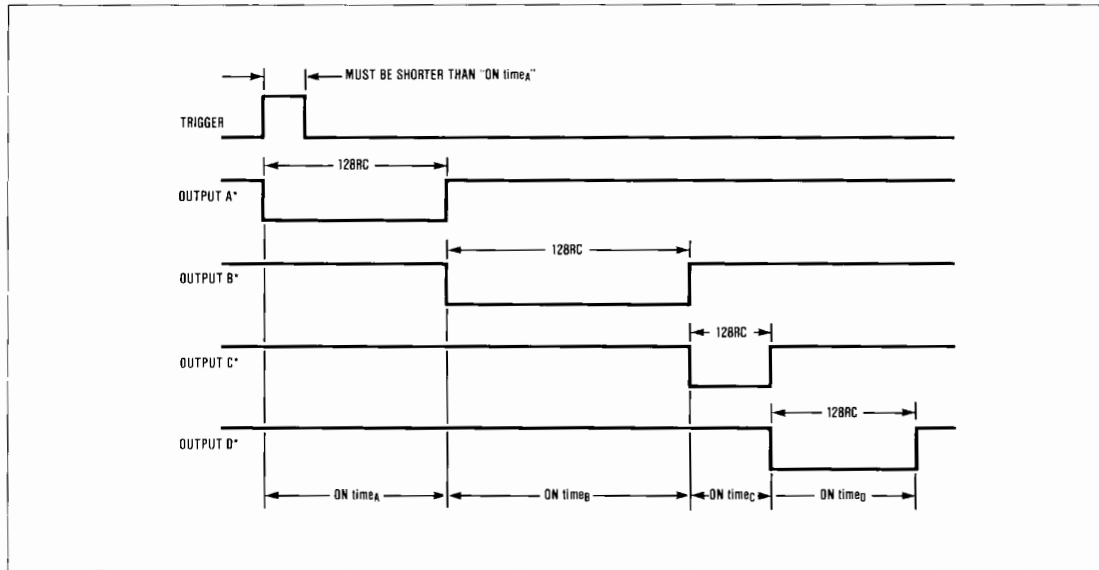 MUST BE SHORTER THAN "ON timeA"
TRIGGER
128RC
OUTPUT A*
128RC
OUTPUT B*
128RC
OUTPUT C*
128RC
OUTPUT D*
ON timeA
ON timeB
ON timeC
ON timeD